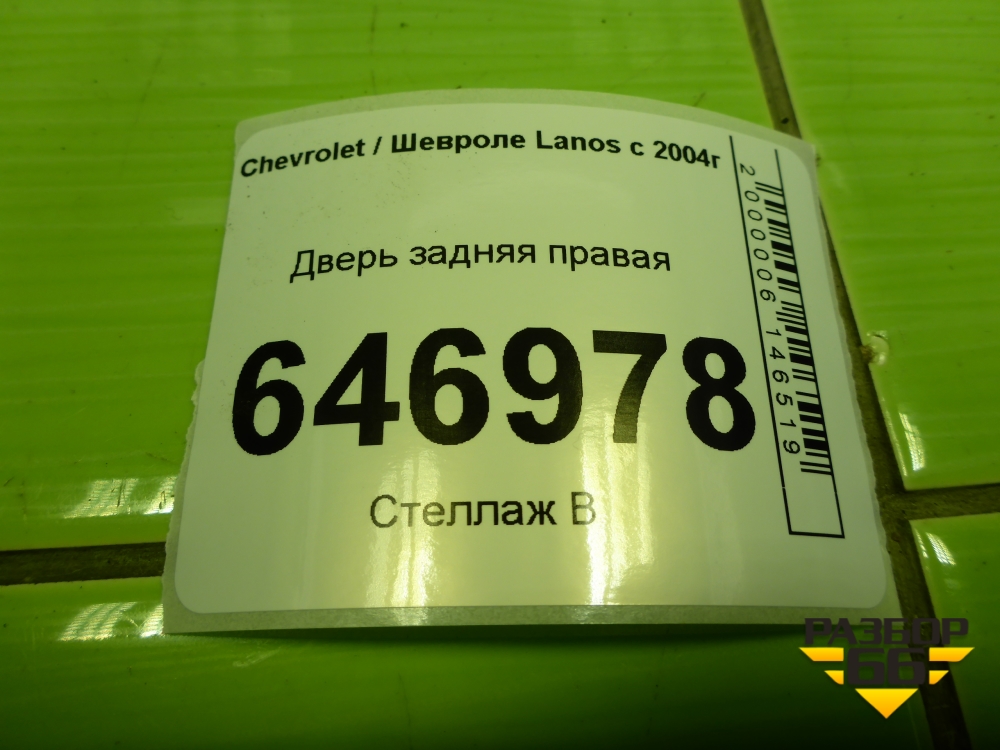 Chevrolet / Шевроле Lanos с 2004г
Дверь задняя правая
646978
Стеллаж В
2000006146519
РАЗБОР
66